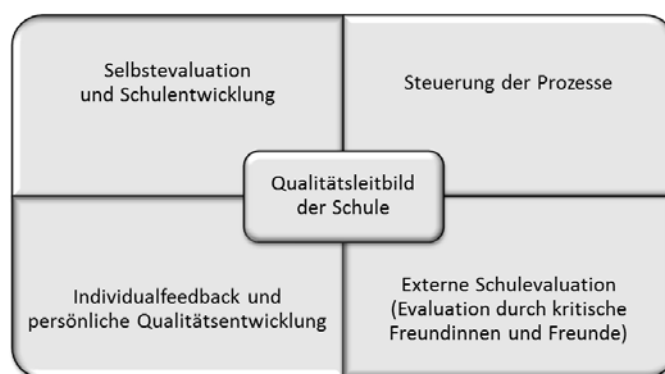 Selbstevaluation
und Schulentwicklung
Steuerung der Prozesse
Qualitätsleitbild
der Schule
Individualfeedback und
persönliche Qualitätsentwicklung
Externe Schulevaluation
(Evaluation durch kritische
Freundinnen und Freunde)